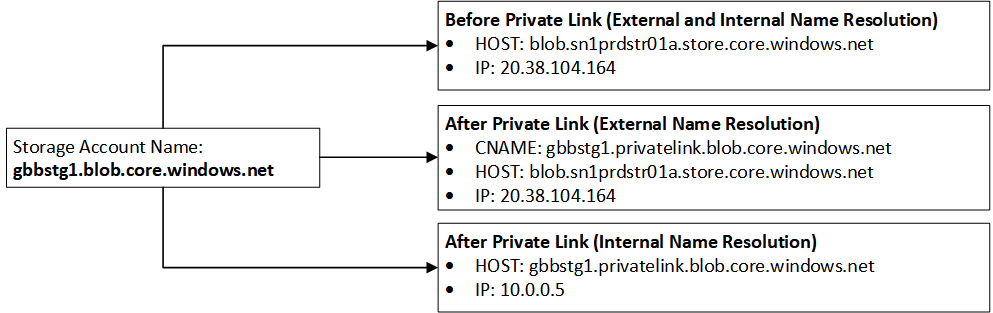 Before Private Link (External and Internal Name Resolution)
• HOST: blob.sn1prdstr01a.store.core.windows.net
• IP: 20.38.104.164
Storage Account Name:
gbbstg1.blob.core.windows.net
After Private Link (External Name Resolution)
• CNAME: gbbstg1.privatelink.blob.core.windows.net
• HOST: blob.sn1prdstr01a.store.core.windows.net
• IP: 20.38.104.164
After Private Link (Internal Name Resolution)
• HOST: gbbstg1.privatelink.blob.core.windows.net
• IP: 10.0.0.5